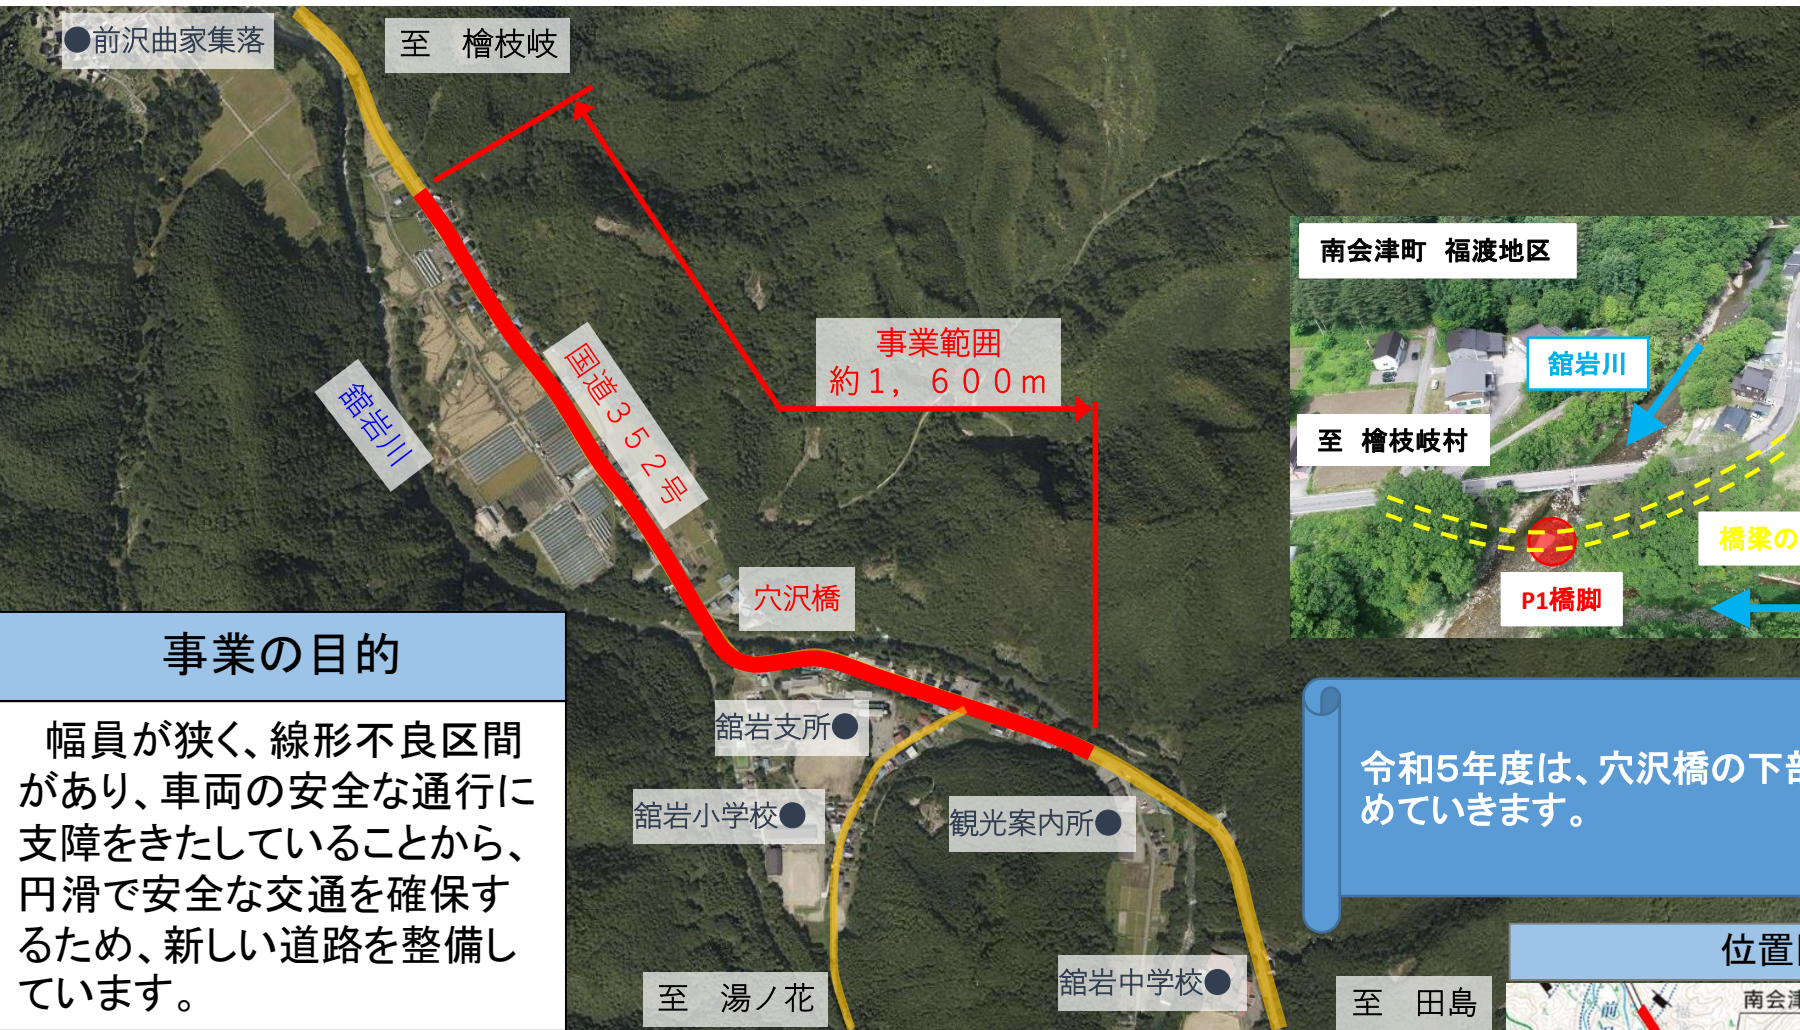 ●前沢曲家集落
至　檜枝岐
事業範囲
約１，６００ｍ
国道３５２号
舘岩川
穴沢橋
舘岩支所●
舘岩小学校●
観光案内所●
舘岩中学校●
至　湯ノ花
至　田島
事業の目的
　幅員が狭く、線形不良区間
があり、車両の安全な通行に
支障をきたしていることから、
円滑で安全な交通を確保す
るため、新しい道路を整備し
ています。
南会津町　福渡地区
舘岩川
至　檜枝岐村
橋梁の
P1橋脚
令和5年度は、穴沢橋の下部
めていきます。
位置
南会津
前